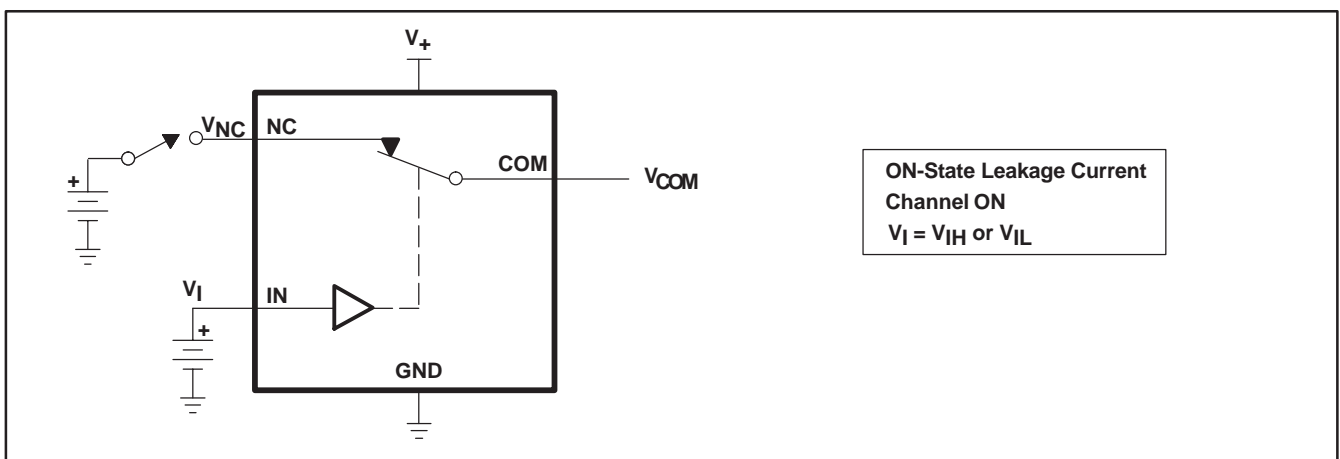 V+
VNC NC
COM
VCOM
+
VI
IN
+
GND
ON-State Leakage Current
Channel ON
VI = VIH or VIL